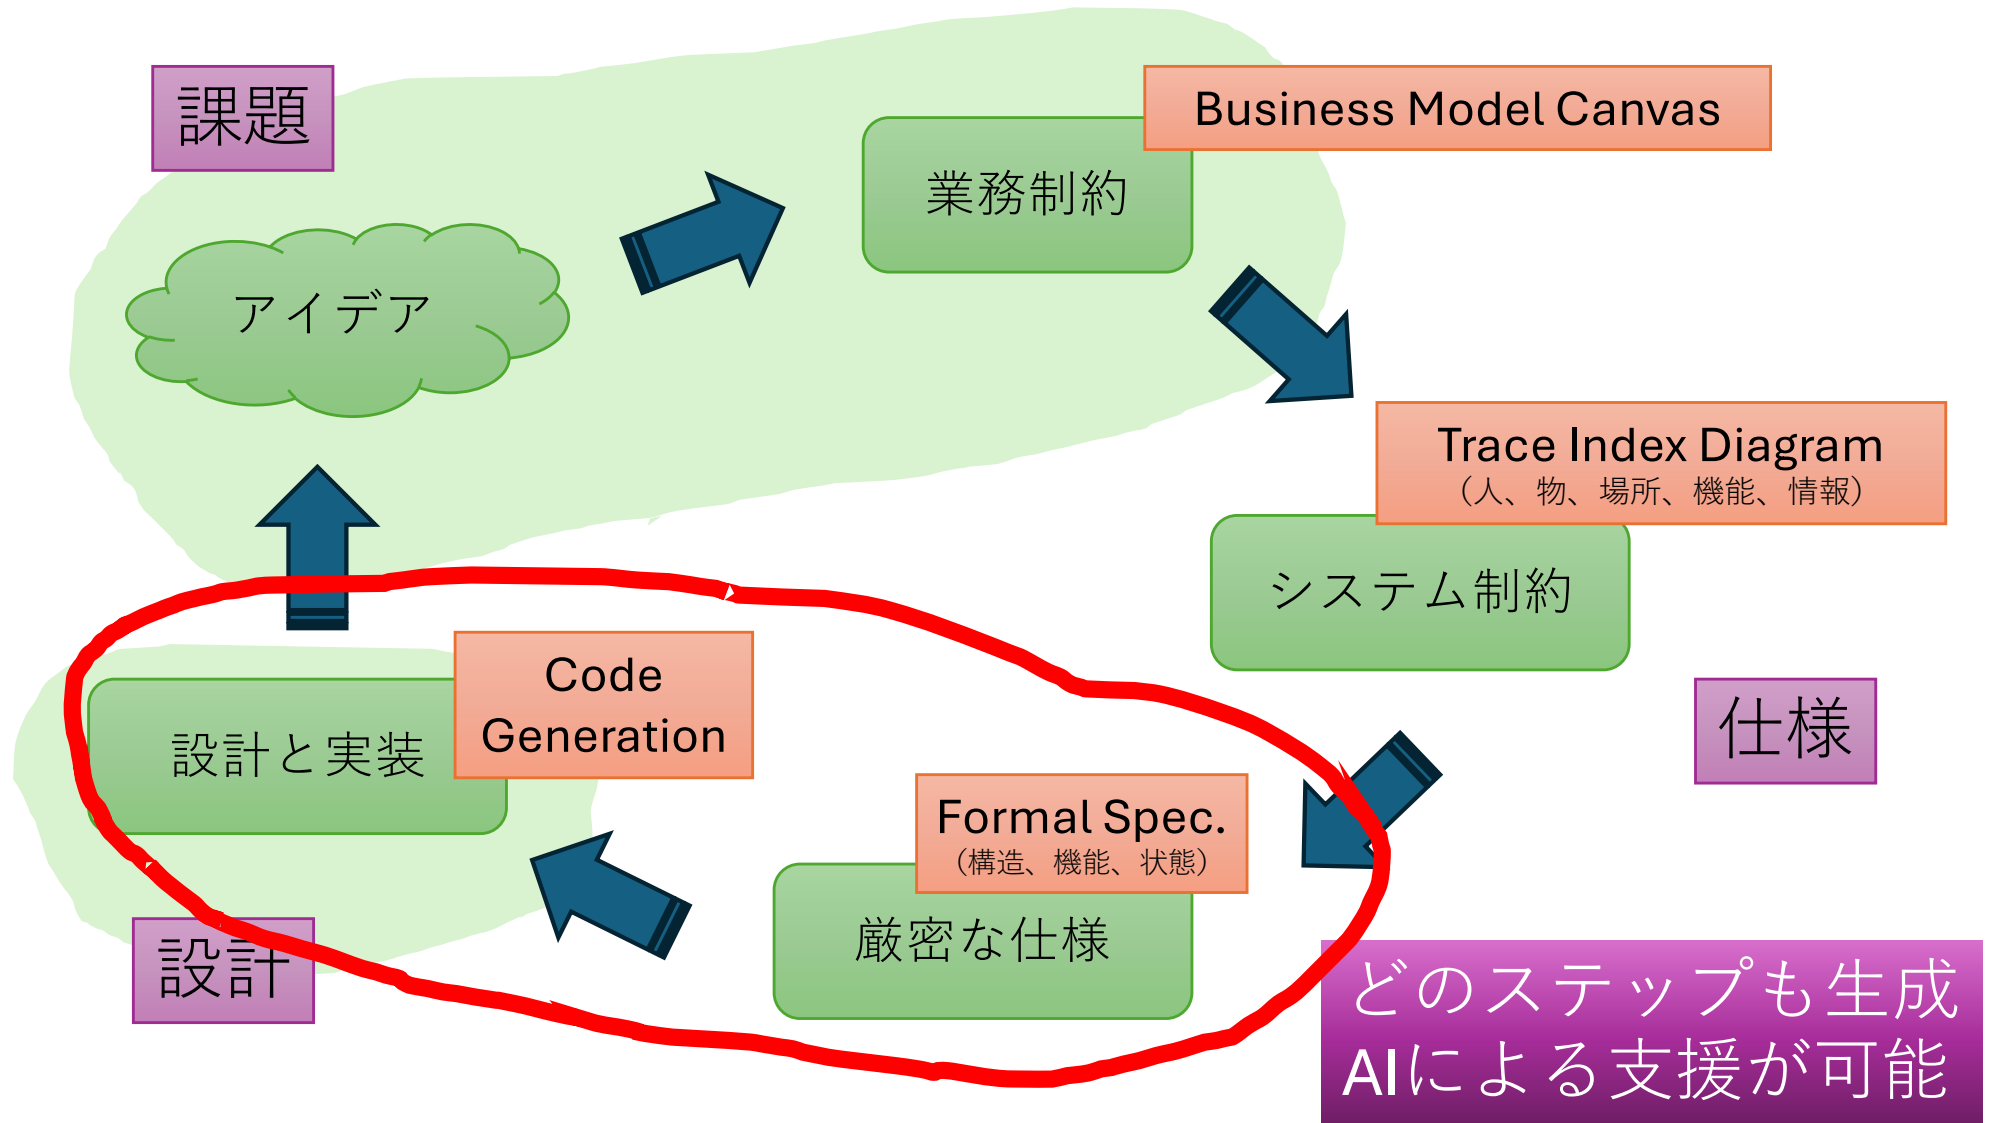 課題
Business Model Canvas
業務制約
アイデア
Trace Index Diagram
（人、物、場所、機能、情報）
システム制約
仕様
Code
Generation
設計と実装
Formal Spec.
（構造、機能、状態）
厳密な仕様
設計
どのステップも生成
AIによる支援が可能